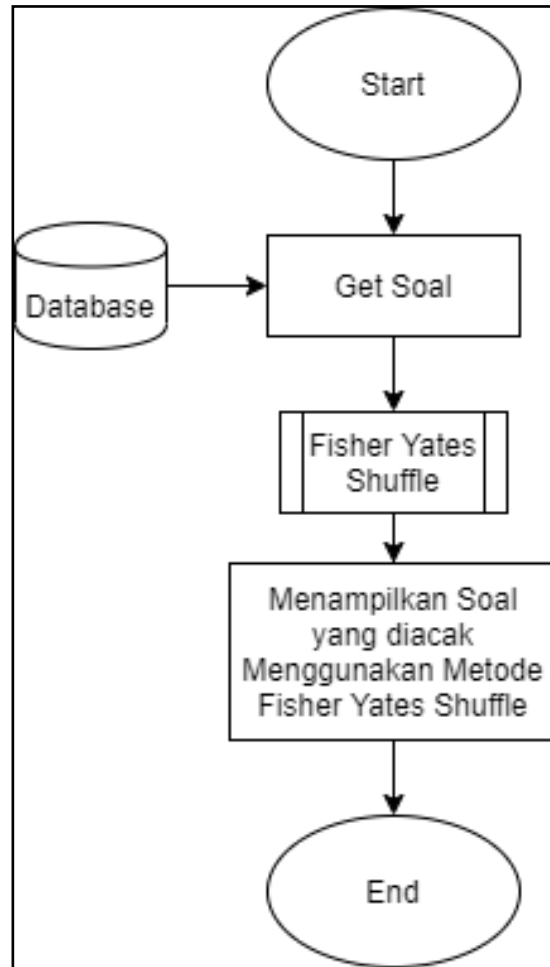 Start
Database
Get Soal
Fisher Yates
Shuffle
Menampilkan Soal
yang diacak
Menggunakan Metode
Fisher Yates Shuffle
End